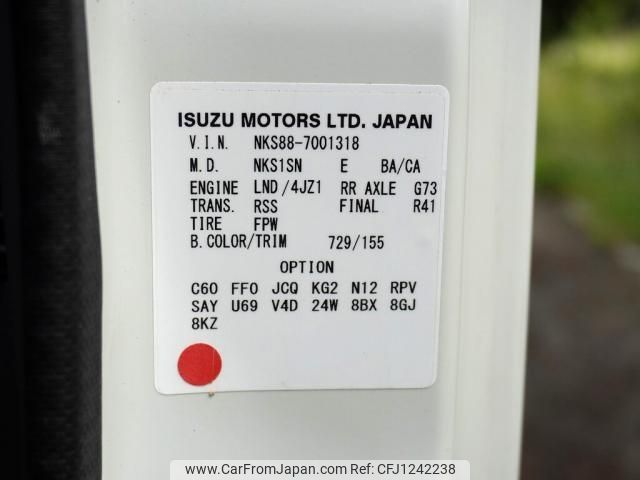 ISUZU MOTORS LTD. JAPAN
V.I.N. NKS88-7001318
M.D. NKS1SN E BA/CA
ENGINE LND/4JZ1 RR AXLE G73
TRANS. RSS FINAL R41
TIRE FPW
B.COLOR/TRIM 729/155
OPTION
C60 FF0 JCQ KG2 N12 RPV
SAY U69 V4D 24W 8BX 8GJ
8KZ
www.CarFromJapan.com - CFJ1242238